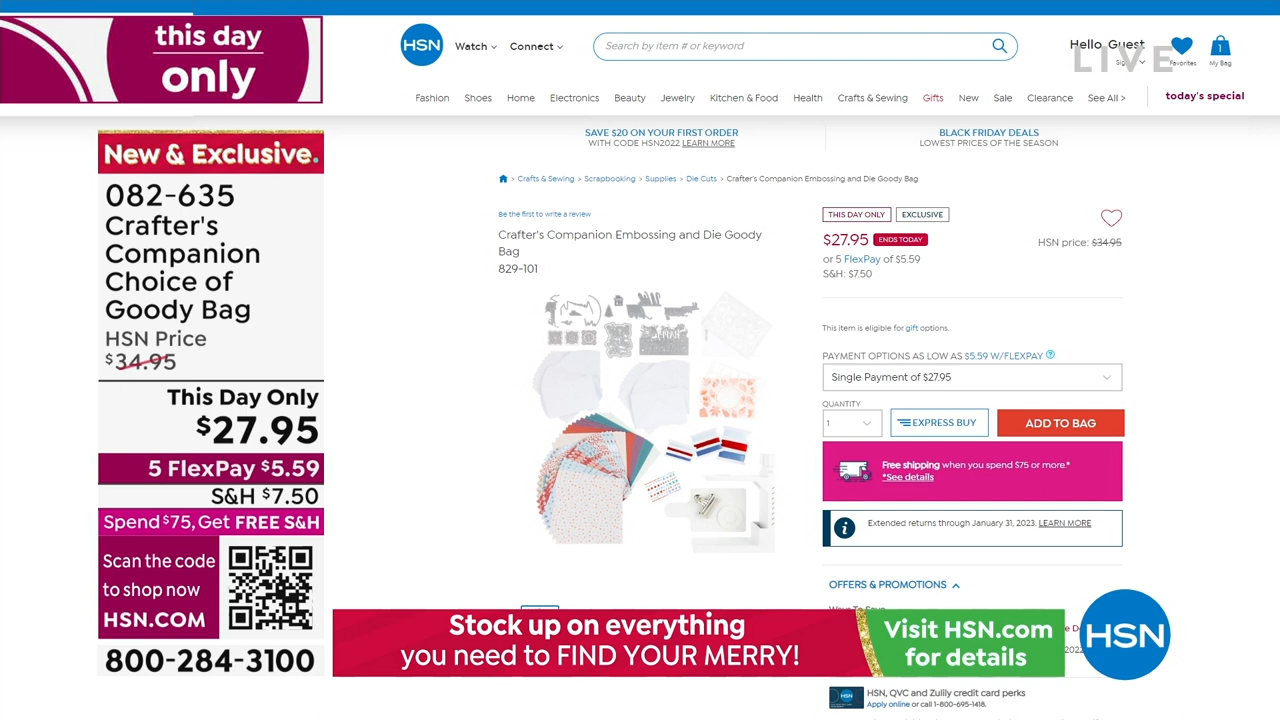 this day
only
HSN
Watch
Connect
Search by item # or keyword
Hello, Guest
LIVE
Favorites
1
My Bag
Fashion
Shoes
Home
Electronics
Beauty
Jewelry
Kitchen & Food
Health
Crafts & Sewing
Gifts
New
Sale
Clearance
See All >
today's special
SAVE $20 ON YOUR FIRST ORDER
WITH CODE HSN2022 LEARN MORE
BLACK FRIDAY DEALS
LOWEST PRICES OF THE SEASON
New & Exclusive.
082-635
Crafter's
Companion
Choice of
Goody Bag
HSN Price
$34.95
This Day Only
$27.95
5 FlexPay $5.59
S&H $7.50
Spend $75, Get FREE S&H
Scan the code
to shop now
HSN.COM
800-284-3100
> Crafts & Sewing > Scrapbooking > Supplies > Die Cuts > Crafter's Companion Embossing and Die Goody Bag
Be the first to write a review
Crafter's Companion Embossing and Die Goody
Bag
829-101
THIS DAY ONLY
EXCLUSIVE
$27.95 ENDS TODAY
HSN price: $34.95
or 5 FlexPay of $5.59
S&H: $7.50
This item is eligible for gift options.
PAYMENT OPTIONS AS LOW AS $5.59 W/FLEXPAY ?
Single Payment of $27.95
QUANTITY
1
EXPRESS BUY
ADD TO BAG
Free shipping when you spend $75 or more.*
*See details
Extended returns through January 31, 2023. LEARN MORE
OFFERS & PROMOTIONS
Stock up on everything
you need to FIND YOUR MERRY!
Visit HSN.com
for details
HSN
HSN, QVC and Zulily credit card perks
Apply online or call 1-800-695-1418.